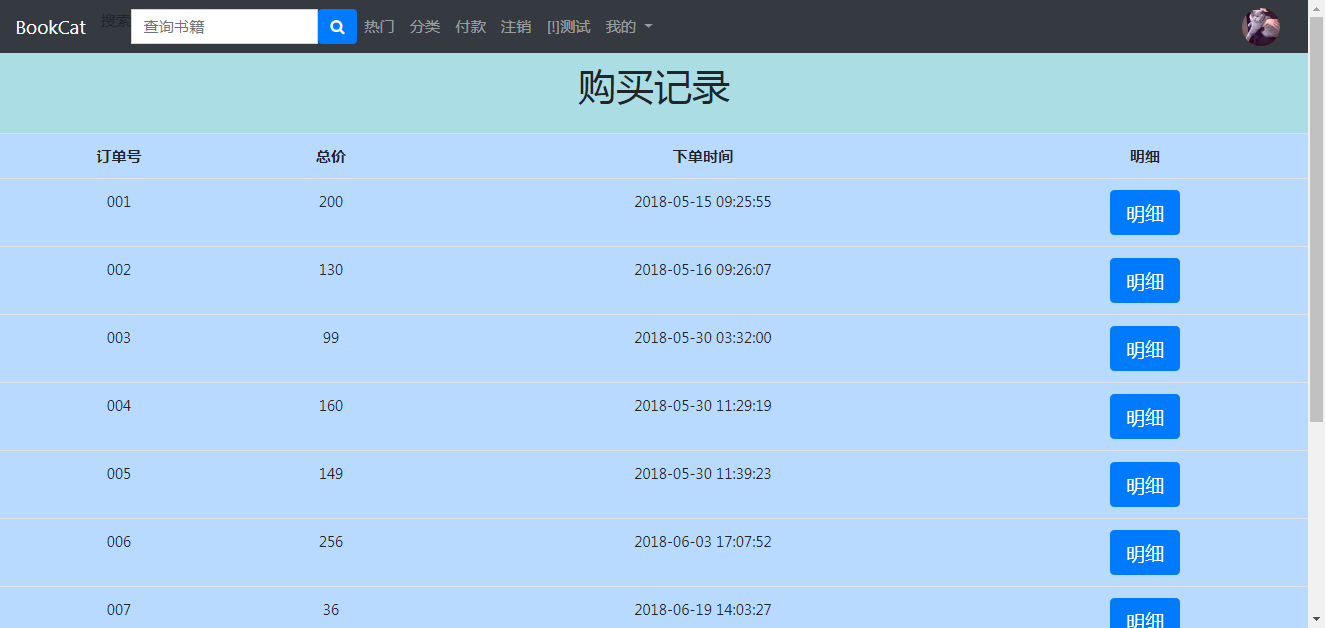 BookCat 搜索 查询书籍 热门 分类 付款 注销 [!]测试 我的
购买记录
订单号 总价 下单时间 明细
001 200 2018-05-15 09:25:55 明细
002 130 2018-05-16 09:26:07 明细
003 99 2018-05-30 03:32:00 明细
004 160 2018-05-30 11:29:19 明细
005 149 2018-05-30 11:39:23 明细
006 256 2018-06-03 17:07:52 明细
007 36 2018-06-19 14:03:27 明细